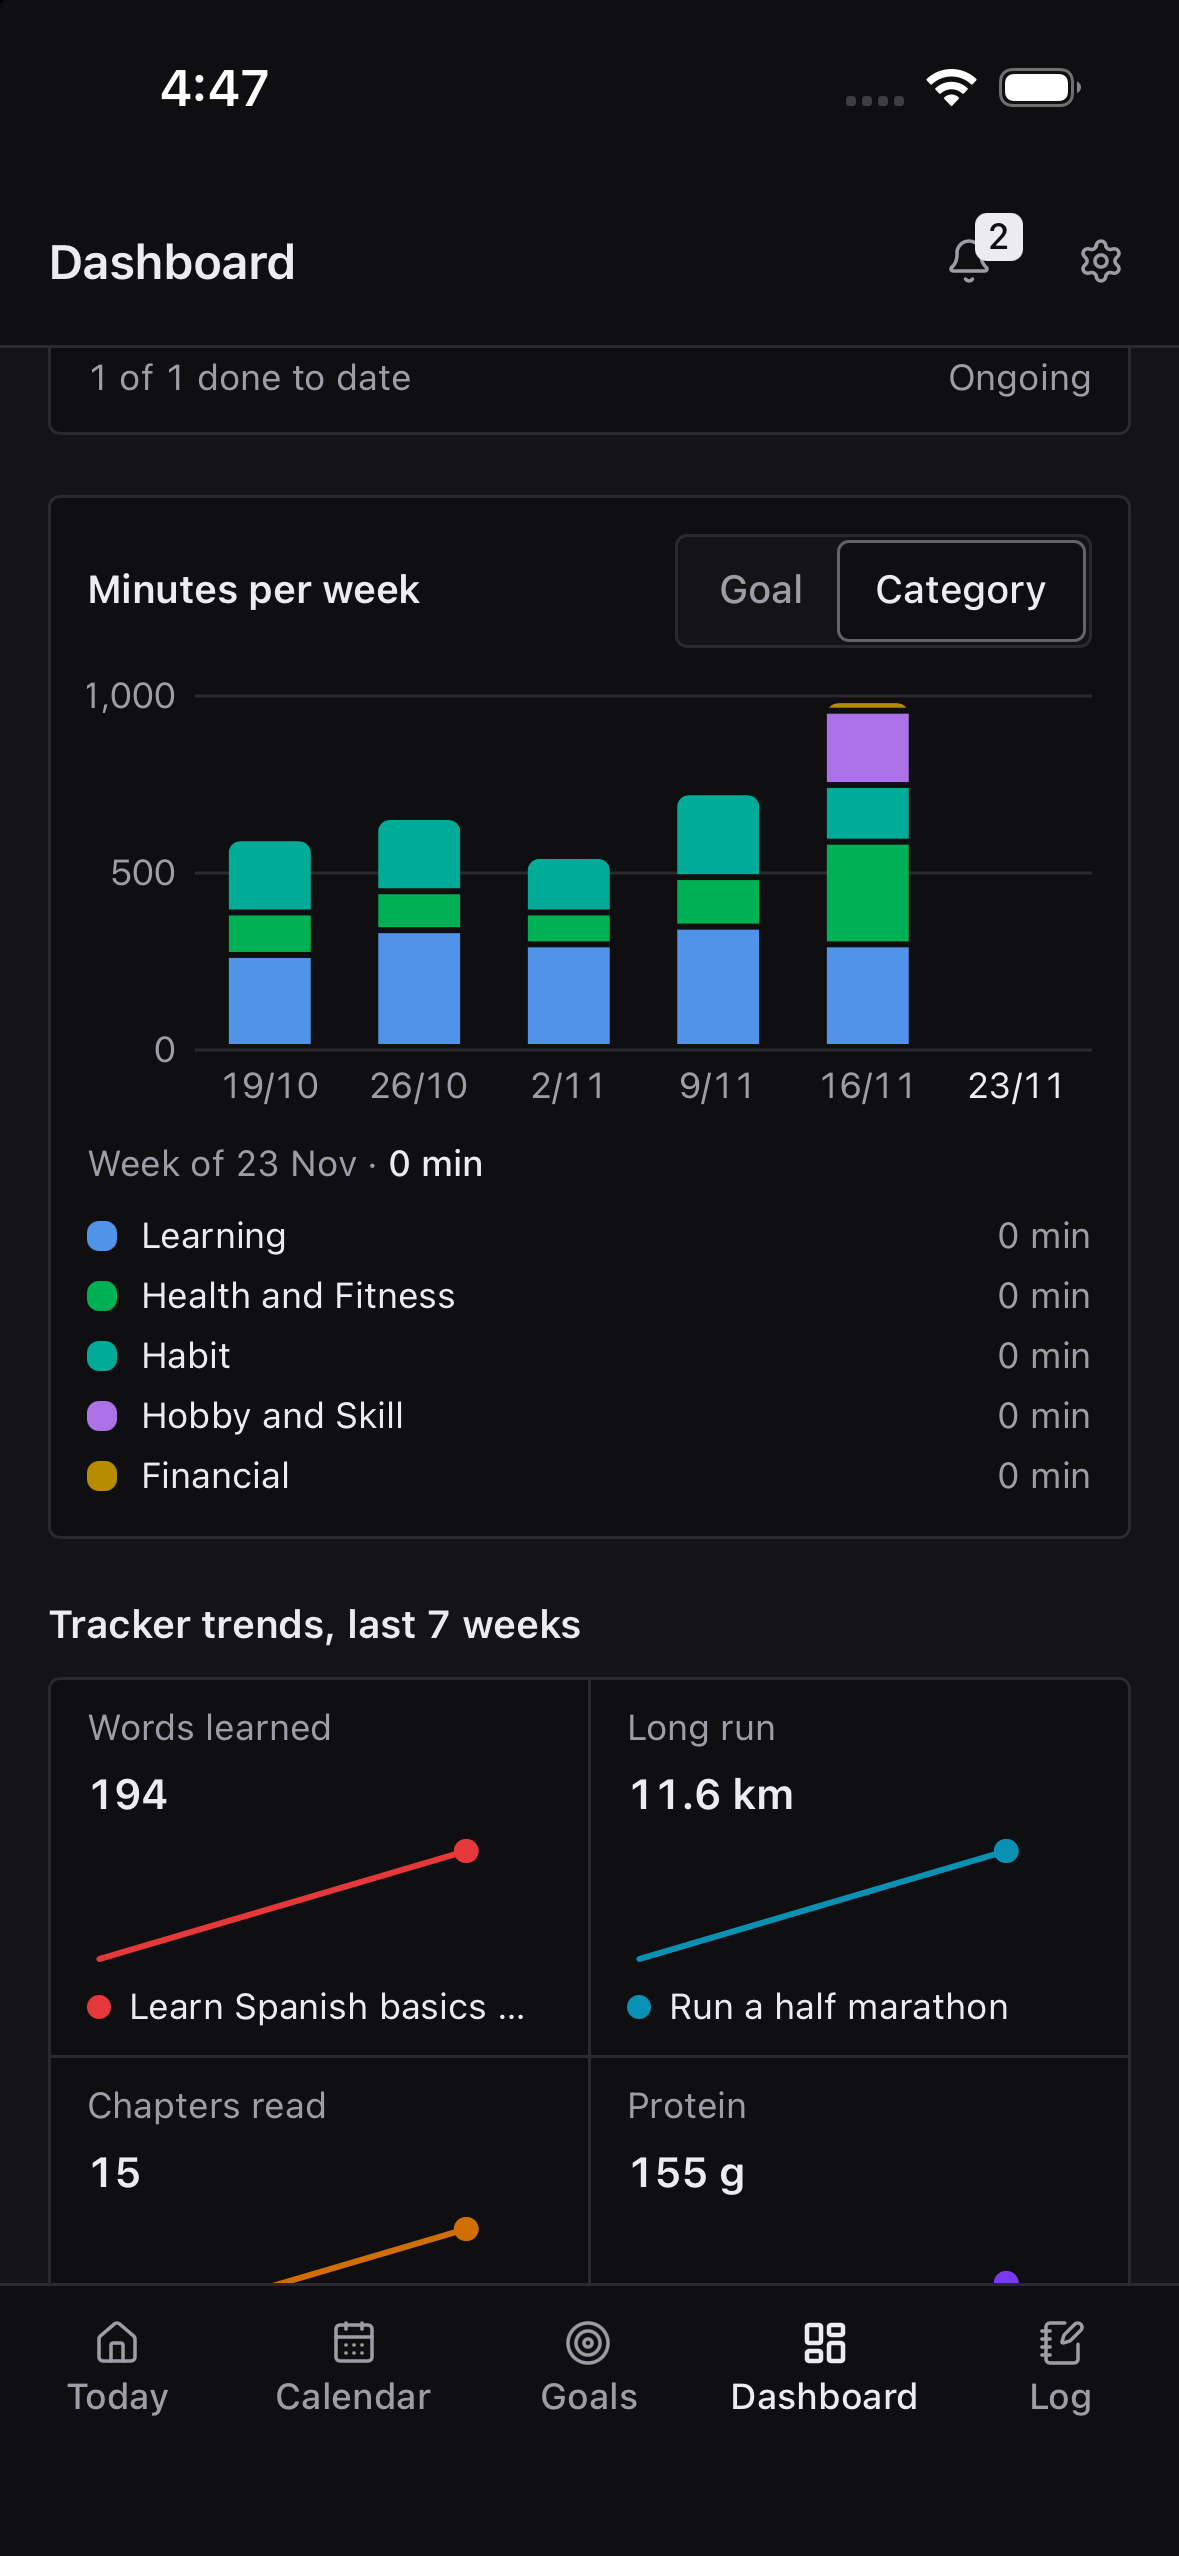 4:47
Dashboard
2
1 of 1 done to date
Ongoing
Minutes per week
Goal
Category
1,000
500
0
19/10
26/10
2/11
9/11
16/11
23/11
Week of 23 Nov · 0 min
Learning
0 min
Health and Fitness
0 min
Habit
0 min
Hobby and Skill
0 min
Financial
0 min
Tracker trends, last 7 weeks
Words learned
194
Learn Spanish basics ...
Long run
11.6 km
Run a half marathon
Chapters read
15
Protein
155 g
Today
Calendar
Goals
Dashboard
Log